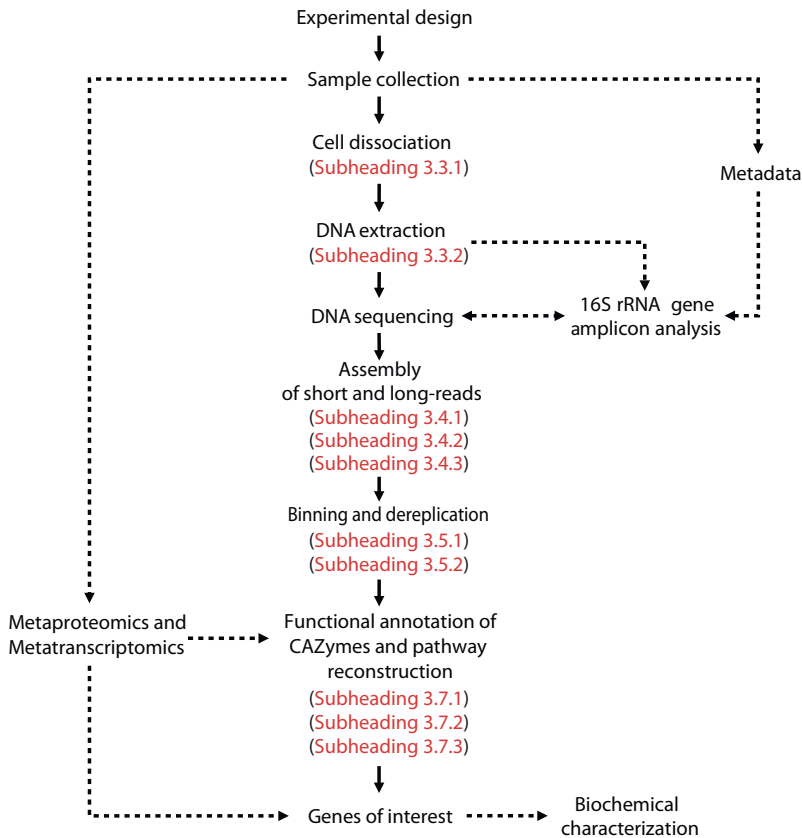 Experimental design
Sample collection
Cell dissociation
(Subheading 3.3.1)
Metadata
DNA extraction
(Subheading 3.3.2)
16S rRNA gene
amplicon analysis
DNA sequencing
Assembly
of short and long-reads
(Subheading 3.4.1)
(Subheading 3.4.2)
(Subheading 3.4.3)
Binning and dereplication
(Subheading 3.5.1)
(Subheading 3.5.2)
Metaproteomics and
Metatranscriptomics
Functional annotation of
CAZymes and pathway
reconstruction
(Subheading 3.7.1)
(Subheading 3.7.2)
(Subheading 3.7.3)
Genes of interest
Biochemical
characterization